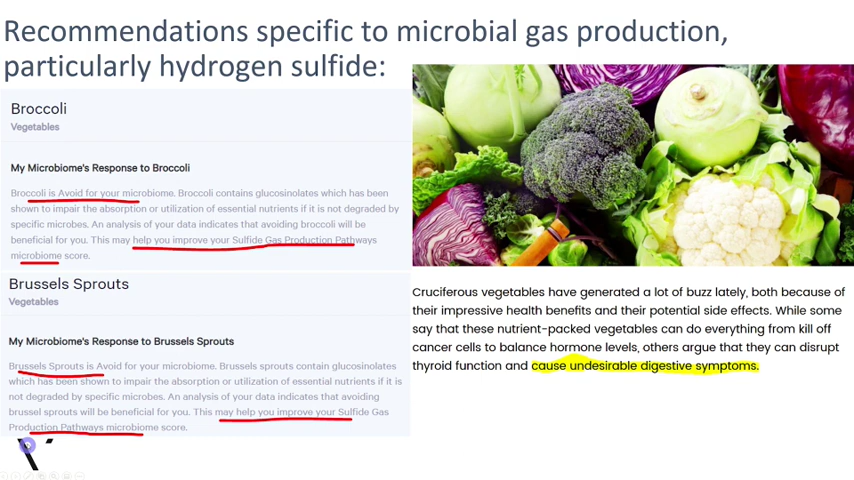 Recommendations specific to microbial gas production,
particularly hydrogen sulfide:
Broccoli
Vegetables
My Microbiome's Response to Broccoli
Broccoli is Avoid for your microbiome. Broccoli contains glucosinolates which has been
shown to impair the absorption or utilization of essential nutrients if it is not degraded by
specific microbes. An analysis of your data indicates that avoiding broccoli will be
beneficial for you. This may help you improve your Sulfide Gas Production Pathways
microbiome score.
Brussels Sprouts
Vegetables
My Microbiome's Response to Brussels Sprouts
Brussels Sprouts is Avoid for your microbiome. Brussels sprouts contain glucosinolates
which has been shown to impair the absorption or utilization of essential nutrients if it is
not degraded by specific microbes. An analysis of your data indicates that avoiding
brussel sprouts will be beneficial for you. This may help you improve your Sulfide Gas
Production Pathways microbiome score.
Cruciferous vegetables have generated a lot of buzz lately, both because of
their impressive health benefits and their potential side effects. While some
say that these nutrient-packed vegetables can do everything from kill off
cancer cells to balance hormone levels, others argue that they can disrupt
thyroid function and cause undesirable digestive symptoms.